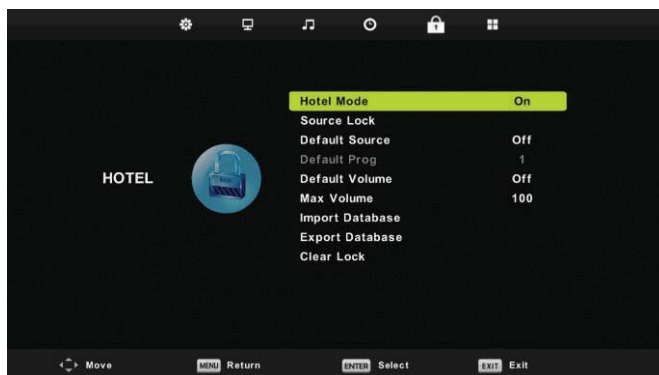 Hotel Mode On
Source Lock
Default Source Off
Default Prog 1
HOTEL
Default Volume Off
Max Volume 100
Import Database
Export Database
Clear Lock
Move MENU Return ENTER Select EXIT Exit